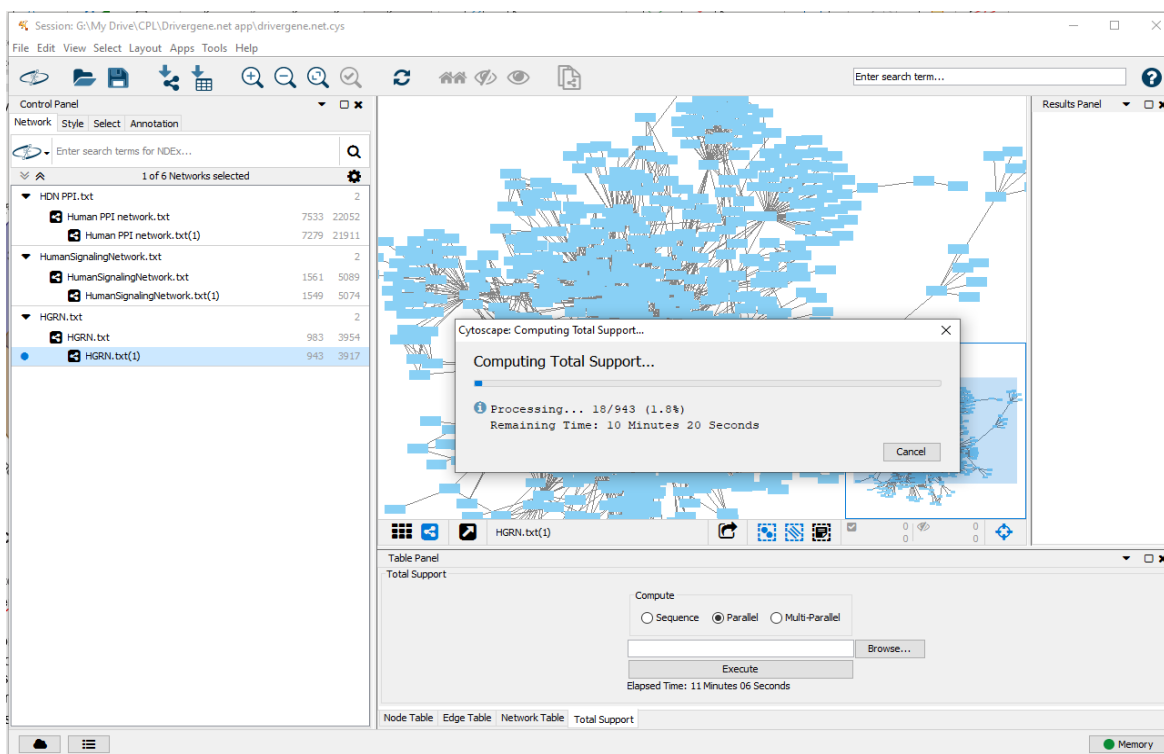 Session: G:\My Drive\CPL\Drivergene.net app\drivergene.net.cys
File Edit View Select Layout Apps Tools Help
Enter search term...
Control Panel
Results Panel
Network Style Select Annotation
Enter search terms for NDEx...
1 of 6 Networks selected
HDN PPI.txt 2
Human PPI network.txt 7533 22052
Human PPI network.txt(1) 7279 21911
HumanSignalingNetwork.txt 2
HumanSignalingNetwork.txt 1561 5089
HumanSignalingNetwork.txt(1) 1549 5074
HGRN.txt 2
HGRN.txt 983 3954
HGRN.txt(1) 943 3917
Cytoscape: Computing Total Support...
Computing Total Support...
Processing... 18/943 (1.8%)
Remaining Time: 10 Minutes 20 Seconds
Cancel
HGRN.txt(1)
0 0
0 0
Table Panel
Total Support
Compute
Sequence Parallel Multi-Parallel
Browse...
Execute
Elapsed Time: 11 Minutes 06 Seconds
Node Table Edge Table Network Table Total Support
Memory